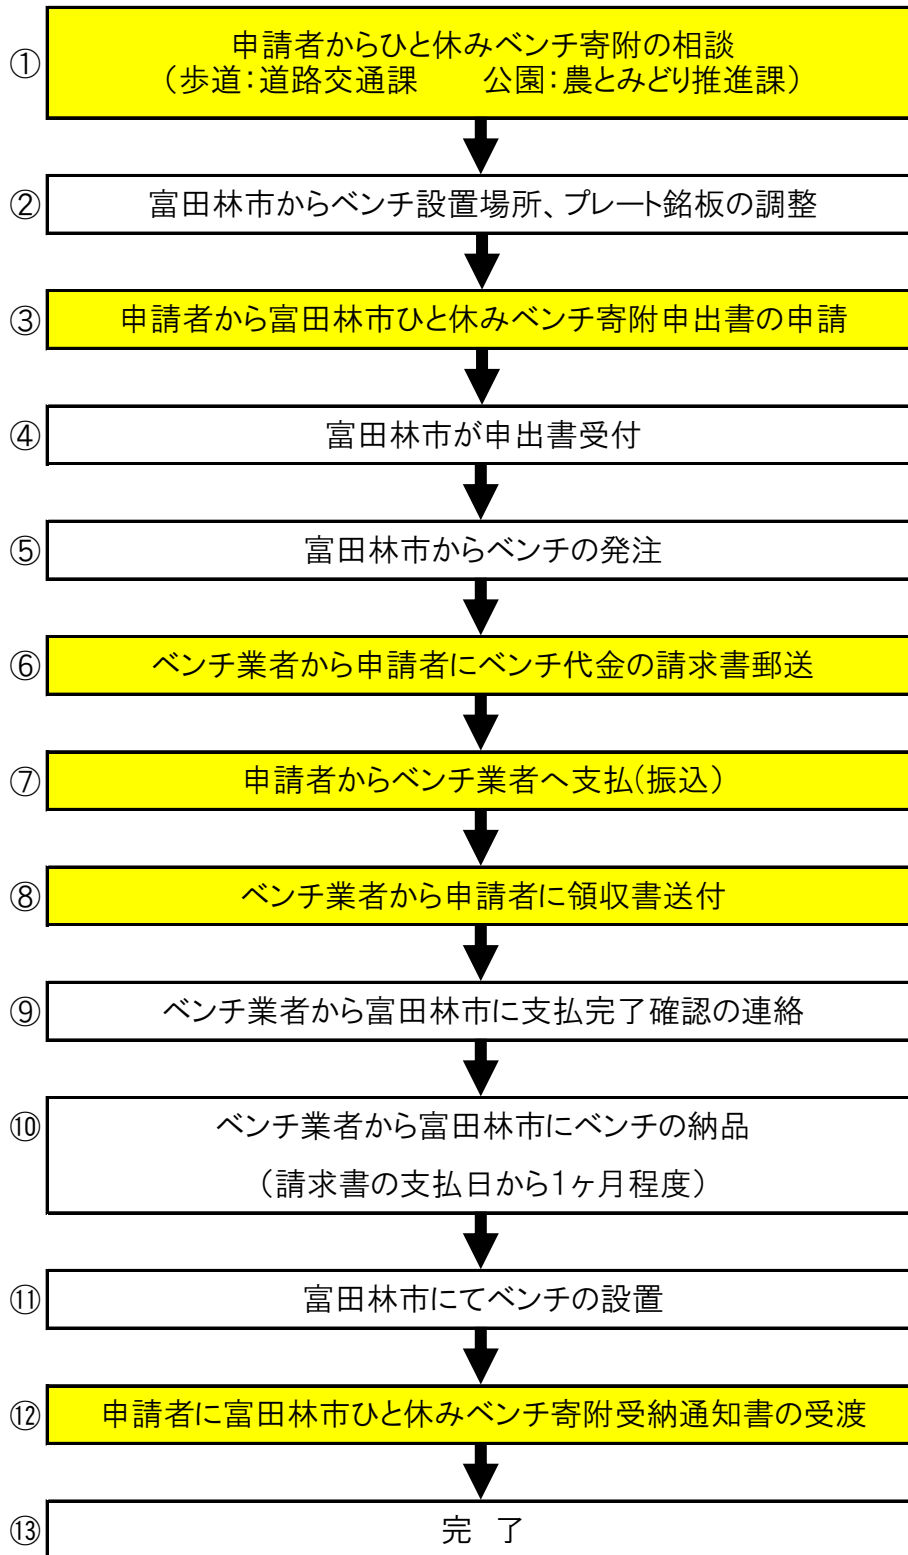 ① 申請者からひと休みベンチ寄附の相談
（歩道：道路交通課　　公園：農とみどり推進課）
② 富田林市からベンチ設置場所、プレート銘板の調整
③ 申請者から富田林市ひと休みベンチ寄附申出書の申請
④ 富田林市が申出書受付
⑤ 富田林市からベンチの発注
⑥ ベンチ業者から申請者にベンチ代金の請求書郵送
⑦ 申請者からベンチ業者へ支払(振込）
⑧ ベンチ業者から申請者に領収書送付
⑨ ベンチ業者から富田林市に支払完了確認の連絡
⑩ ベンチ業者から富田林市にベンチの納品
（請求書の支払日から1ヶ月程度）
⑪ 富田林市にてベンチの設置
⑫ 申請者に富田林市ひと休みベンチ寄附受納通知書の受渡
⑬ 完　了